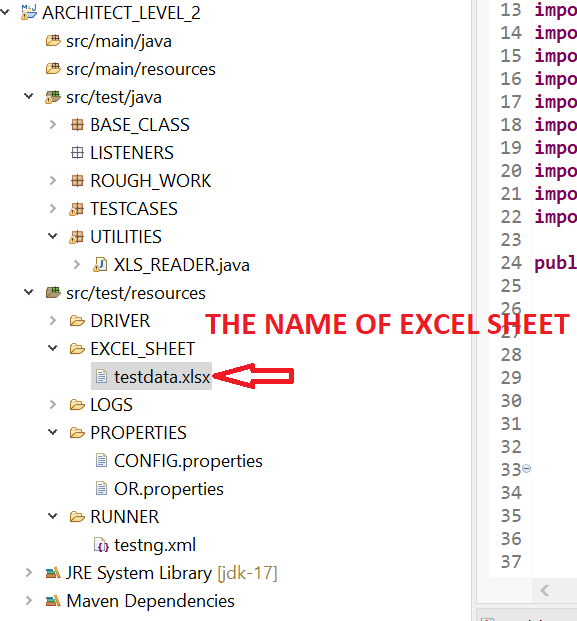 ARCHITECT_LEVEL_2
src/main/java
src/main/resources
src/test/java
BASE_CLASS
LISTENERS
ROUGH_WORK
TESTCASES
UTILITIES
XLS_READER.java
src/test/resources
DRIVER
THE NAME OF EXCEL SHEET
EXCEL_SHEET
testdata.xlsx
LOGS
PROPERTIES
CONFIG.properties
OR.properties
RUNNER
testng.xml
JRE System Library [jdk-17]
Maven Dependencies
13 impo
14 impo
15 impo
16 impo
17 impo
18 impo
19 impo
20 impo
21 impo
22 impo
23
24 publ
25
26
27
28
29
30
31
32
33
34
35
36
37